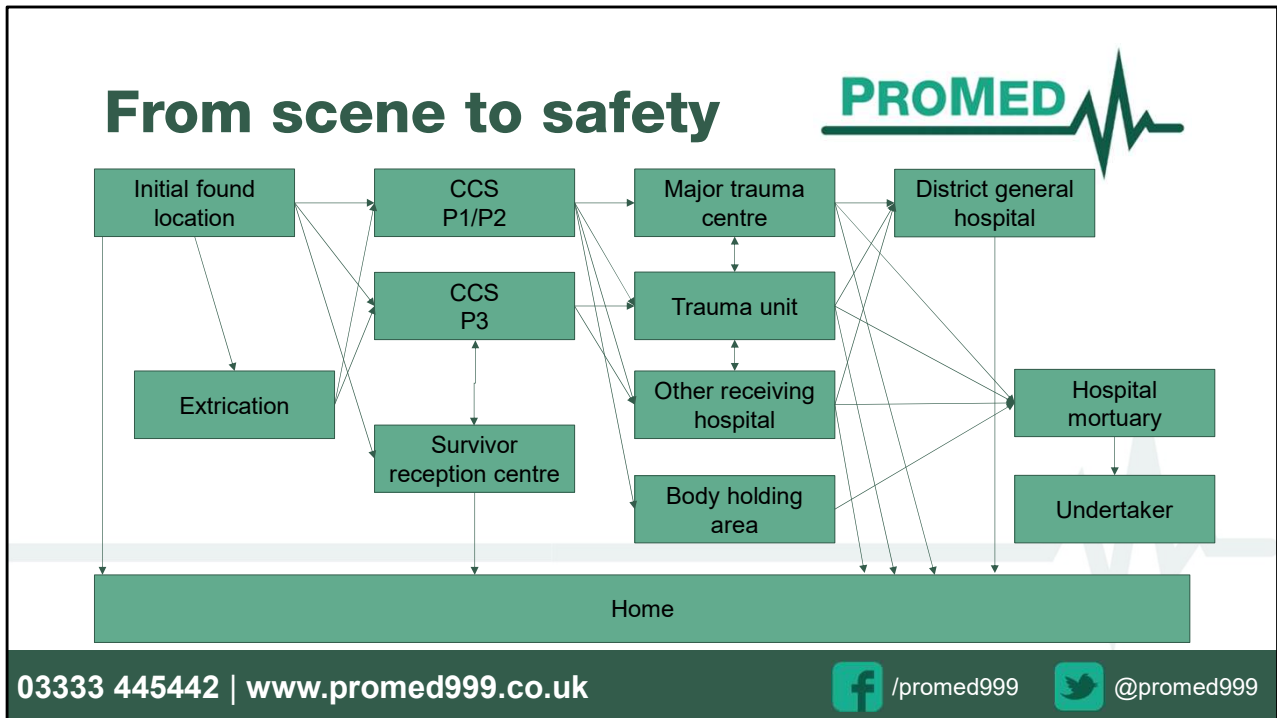 From scene to safety
PROMED
Initial found
location
CCS
P1/P2
Major trauma
centre
District general
hospital
CCS
P3
Trauma unit
Extrication
Other receiving
hospital
Hospital
mortuary
Survivor
reception centre
Body holding
area
Undertaker
Home
03333 445442 | www.promed999.co.uk
/promed999
@promed999